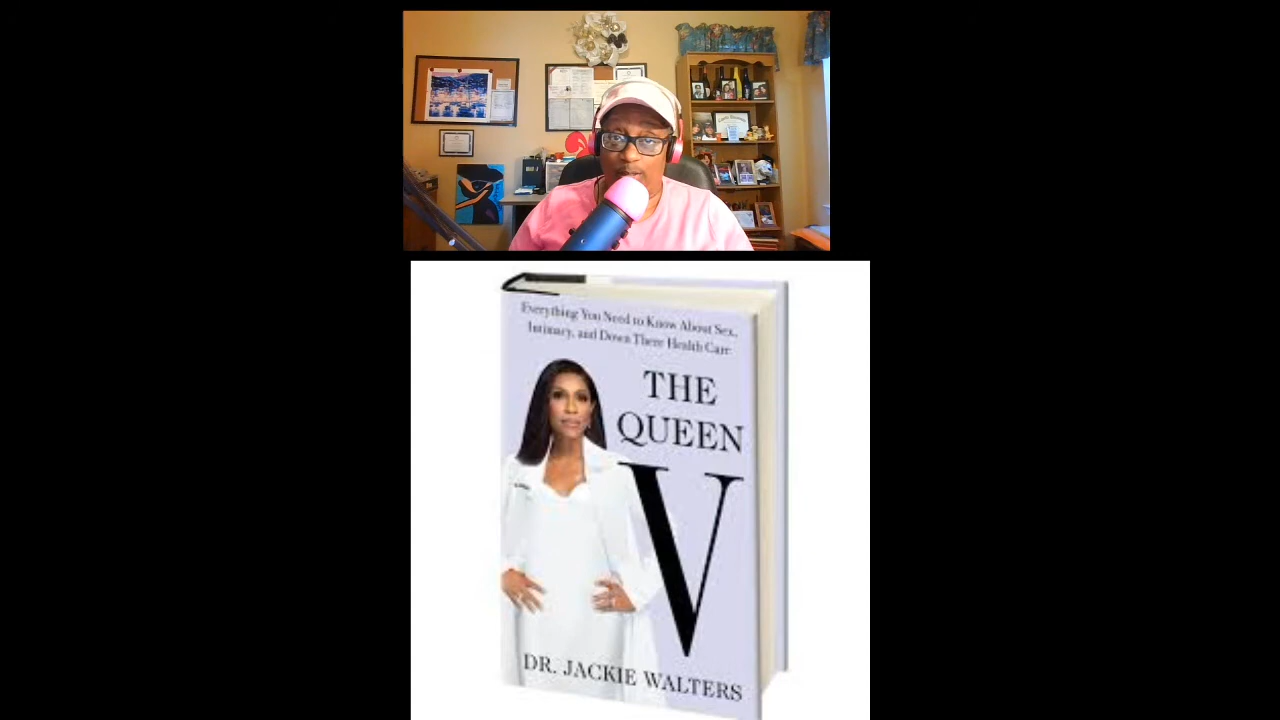 Everything You Need to Know About Sex,
Intimacy, and Down There Health Care
THE
QUEEN
V
DR. JACKIE WALTERS